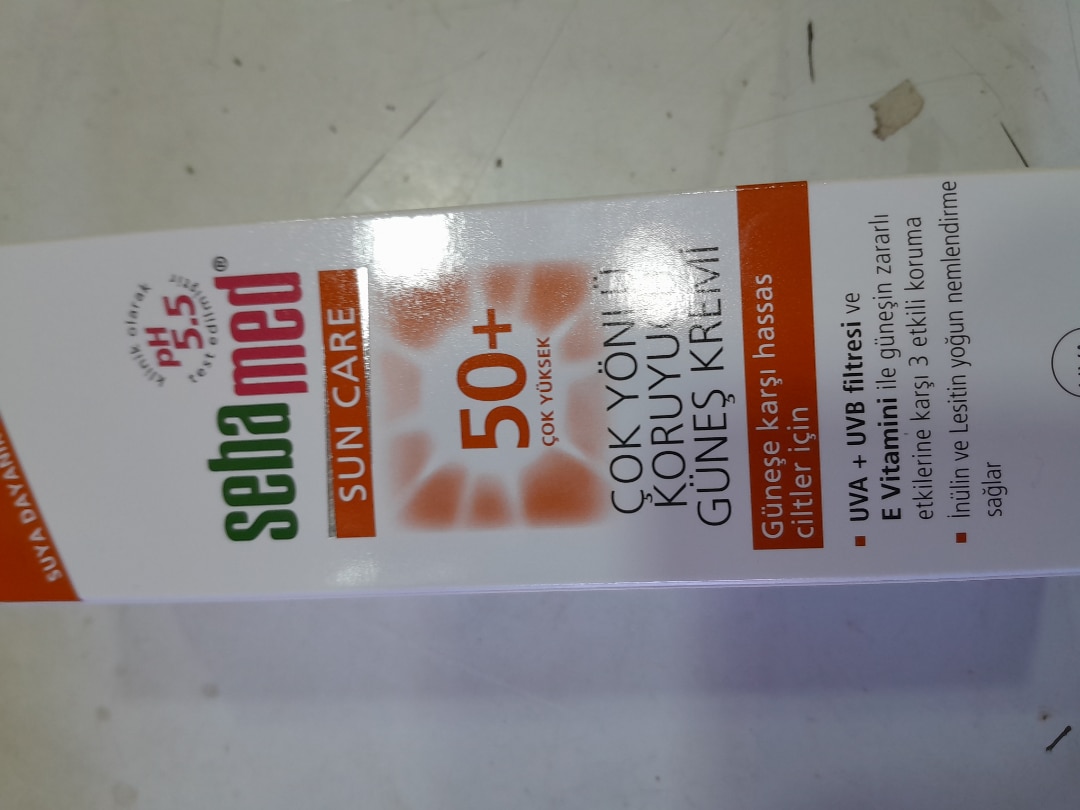 SUYA
klinik olarak
pH
5.5
test edilmiştir
sebamed®
SUN CARE
50+
ÇOK YÜKSEK
ÇOK YÖNLÜ
KORUYUCU
GÜNEŞ KREMİ
Güneşe karşı hassas
ciltler için
▪ UVA + UVB filtresi ve
E Vitamini ile güneşin zararlı
etkilerine karşı 3 etkili koruma
▪ İnülin ve Lesitin yoğun nemlendirme
sağlar